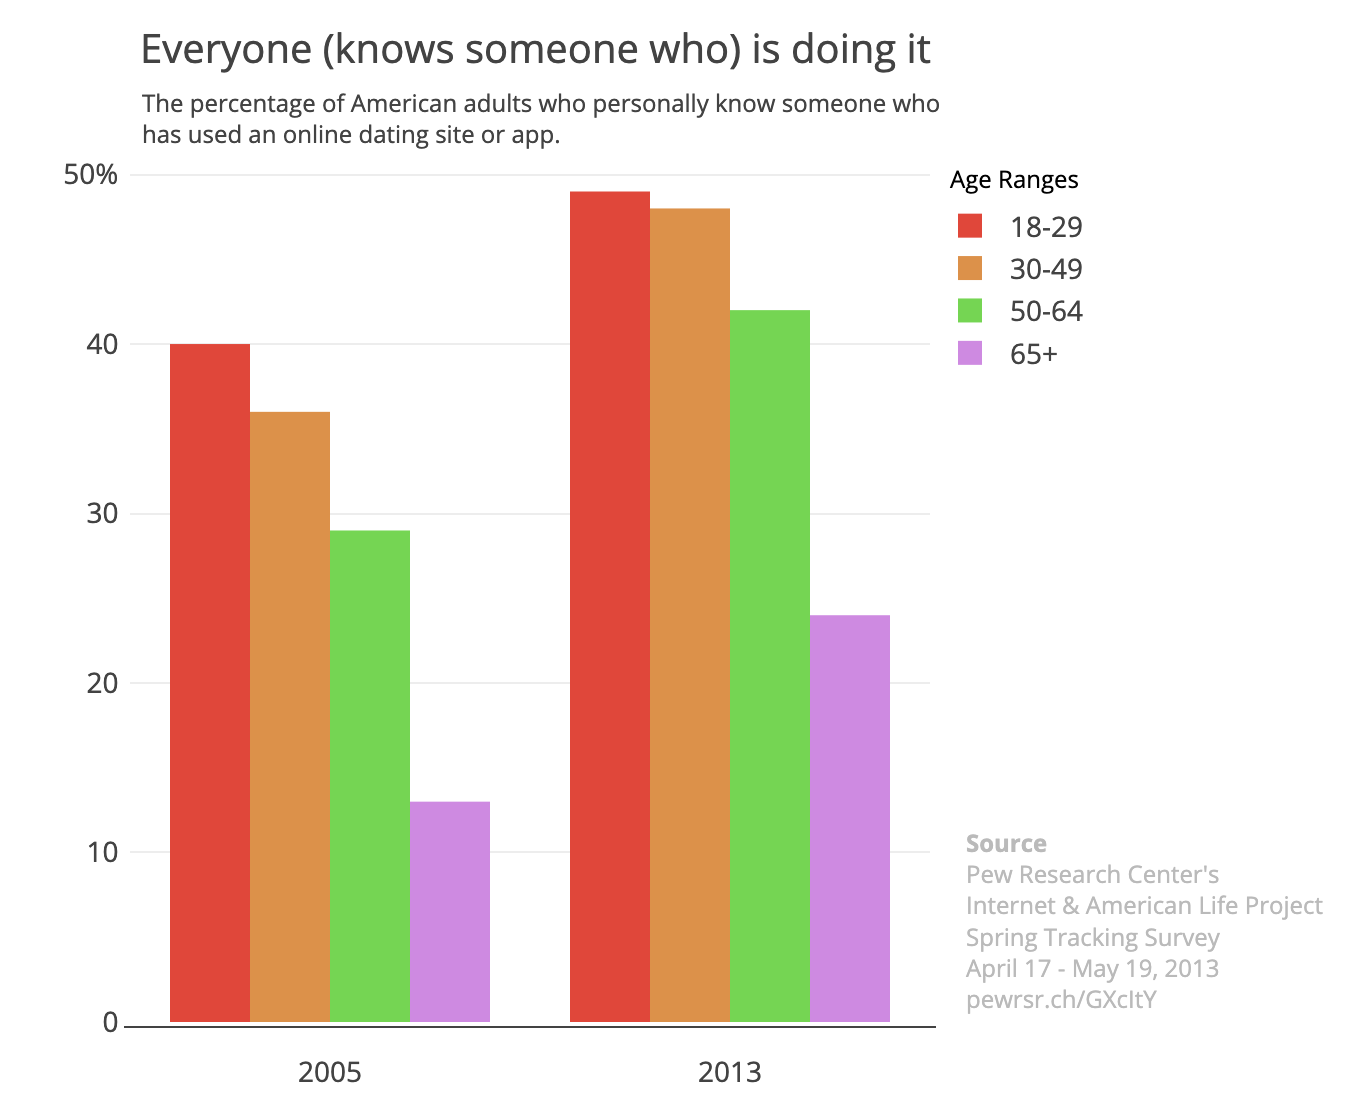 Everyone (knows someone who) is doing it
The percentage of American adults who personally know someone who
has used an online dating site or app.
50%
40
30
20
10
0
2005
2013
Age Ranges
18-29
30-49
50-64
65+
Source
Pew Research Center's
Internet & American Life Project
Spring Tracking Survey
April 17 - May 19, 2013
pewrsr.ch/GXcItY